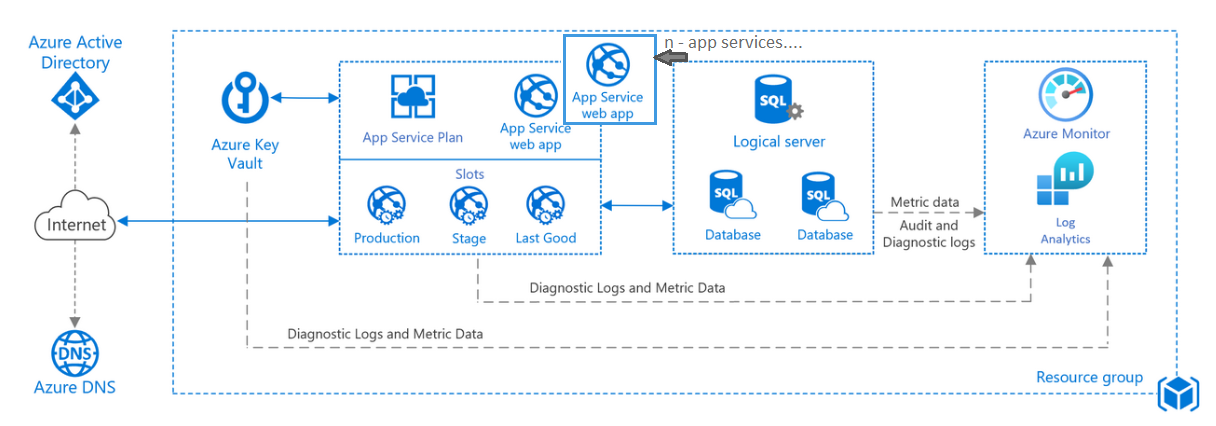 Azure Active
Directory
n - app services....
App Service
web app
App Service Plan
App Service
web app
Azure Key
Vault
SQL
Logical server
Azure Monitor
Slots
Production
Stage
Last Good
SQL
Database
SQL
Database
Metric data
Audit and
Diagnostic logs
Log
Analytics
Internet
Diagnostic Logs and Metric Data
Diagnostic Logs and Metric Data
DNS
Azure DNS
Resource group